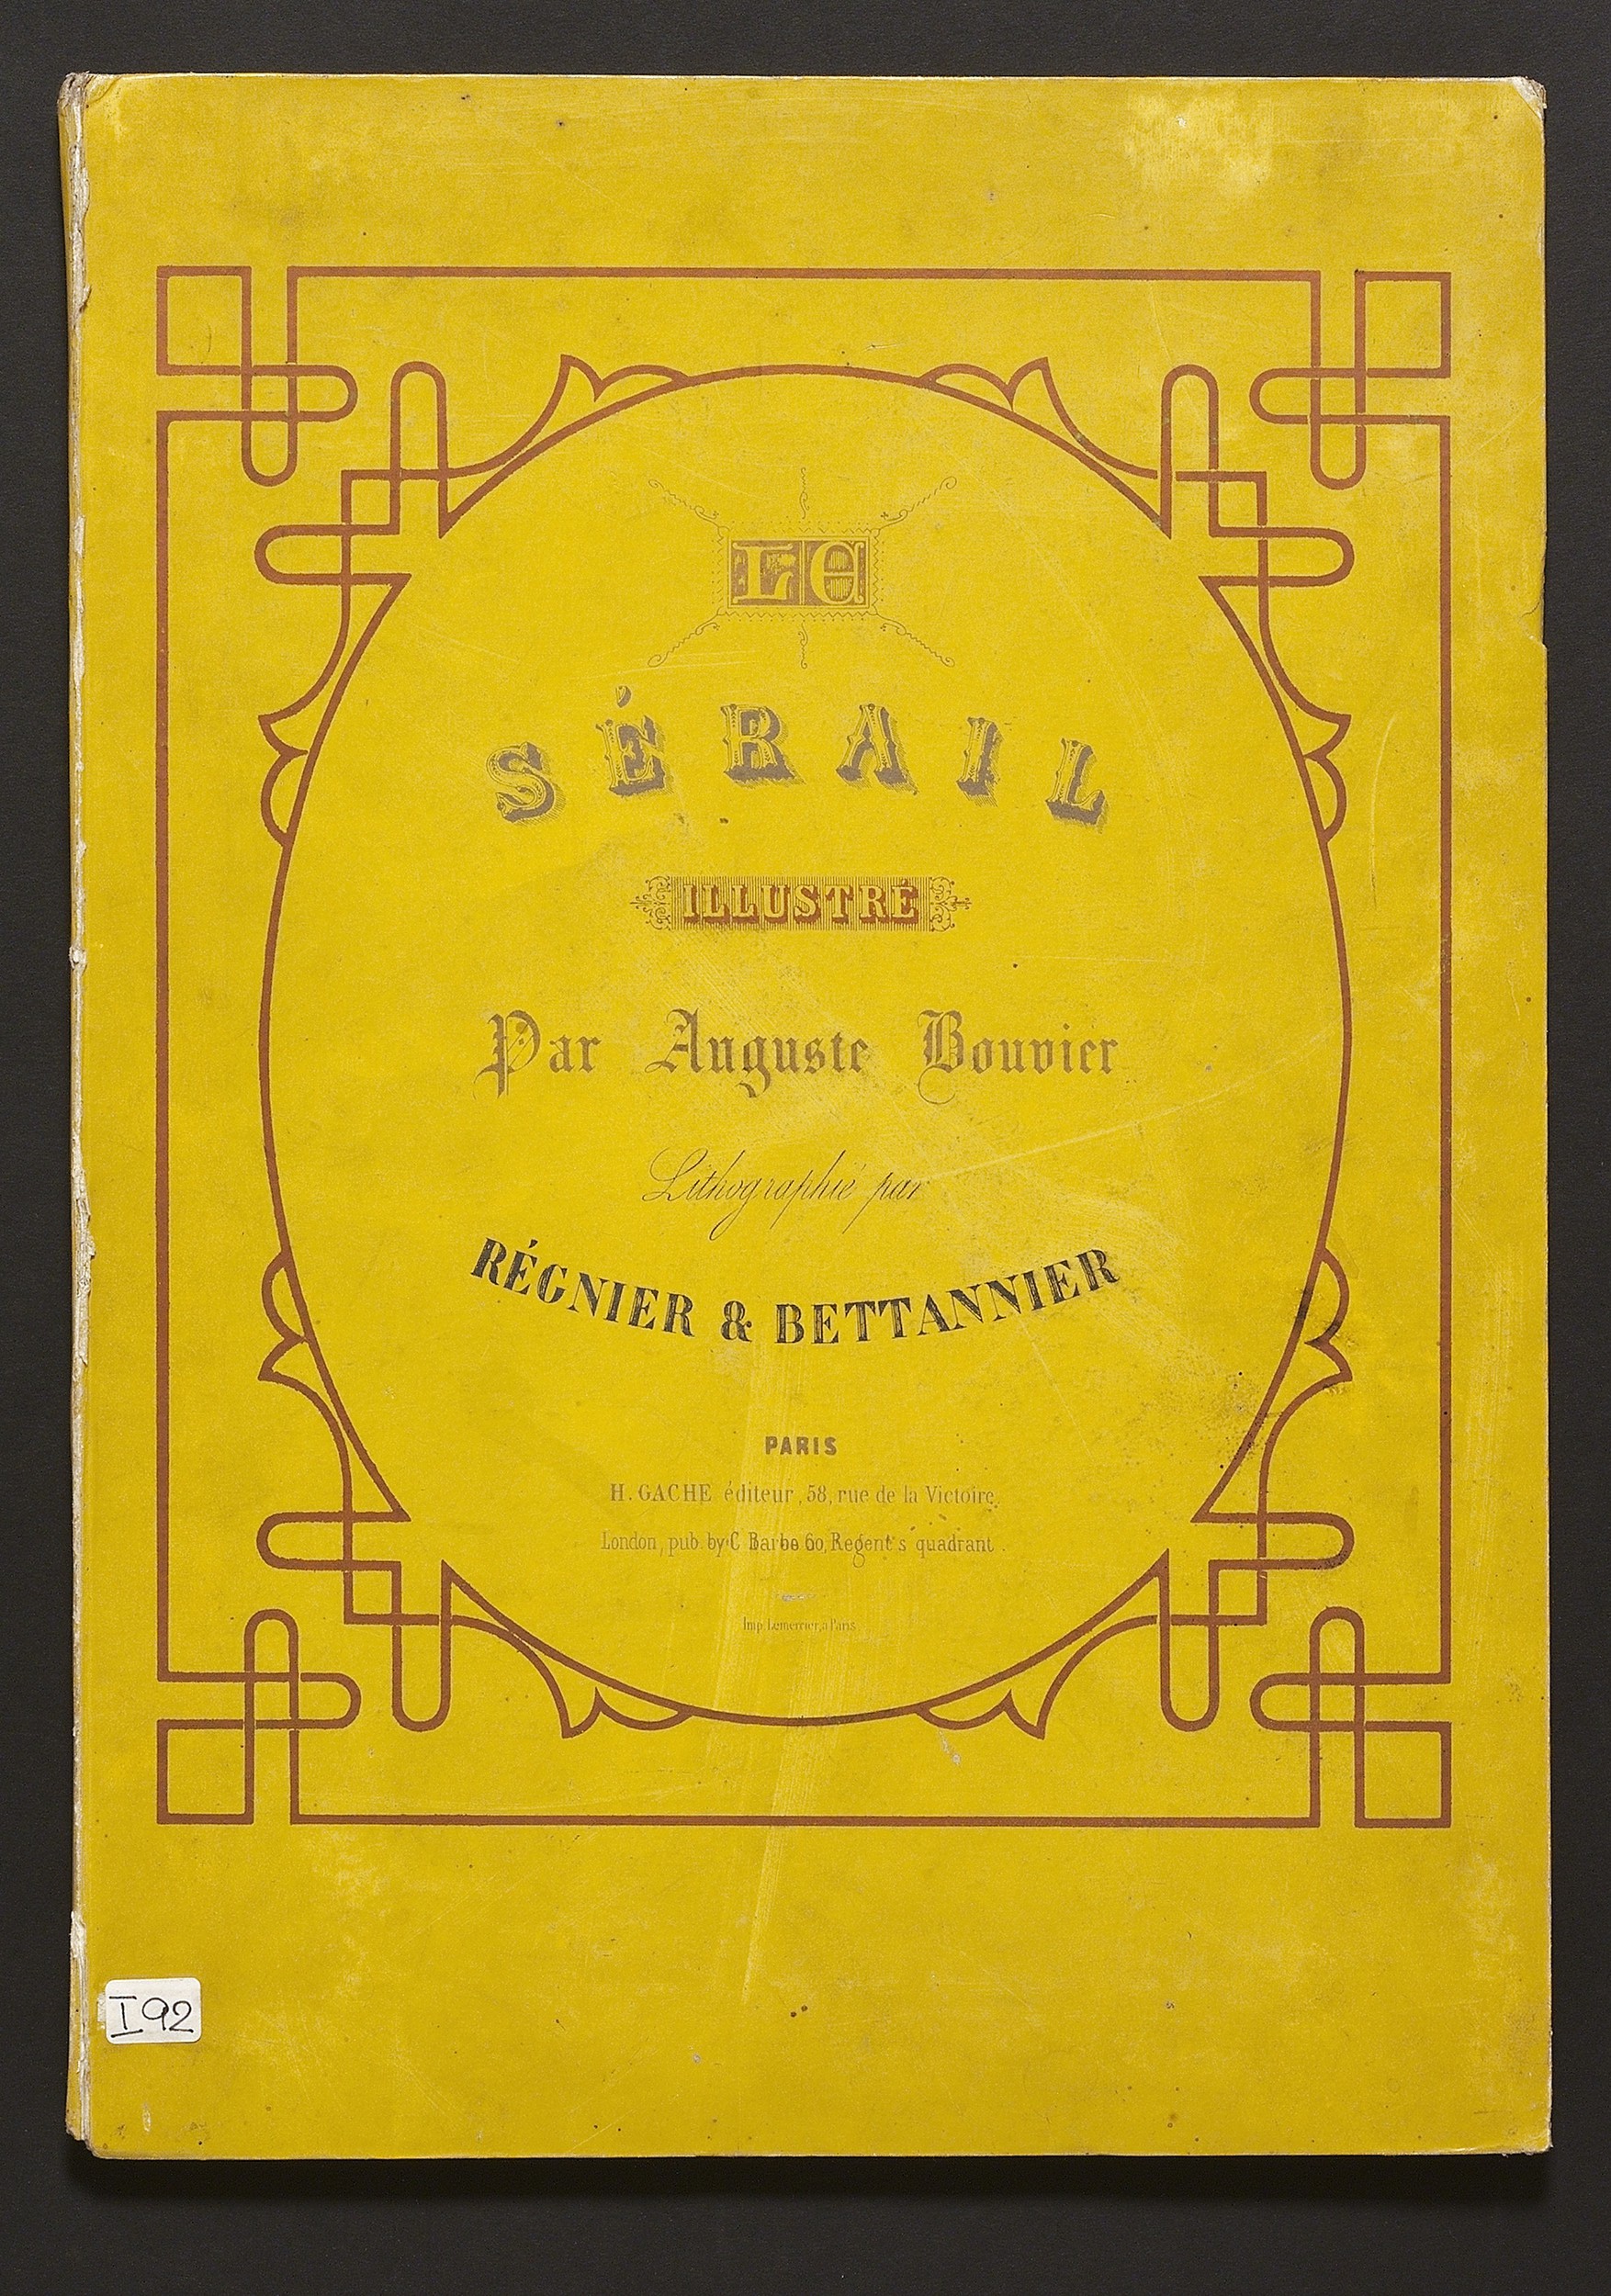 LE
SÉRAIL
ILLUSTRÉ
Par Auguste Bouvier
Lithographié par
RÉGNIER & BETTANNIER
PARIS
H. GACHE éditeur, 58, rue de la Victoire.
London, pub. by C Barbe 60, Regent's quadrant.
Imp. Lemercier, à Paris
I 92